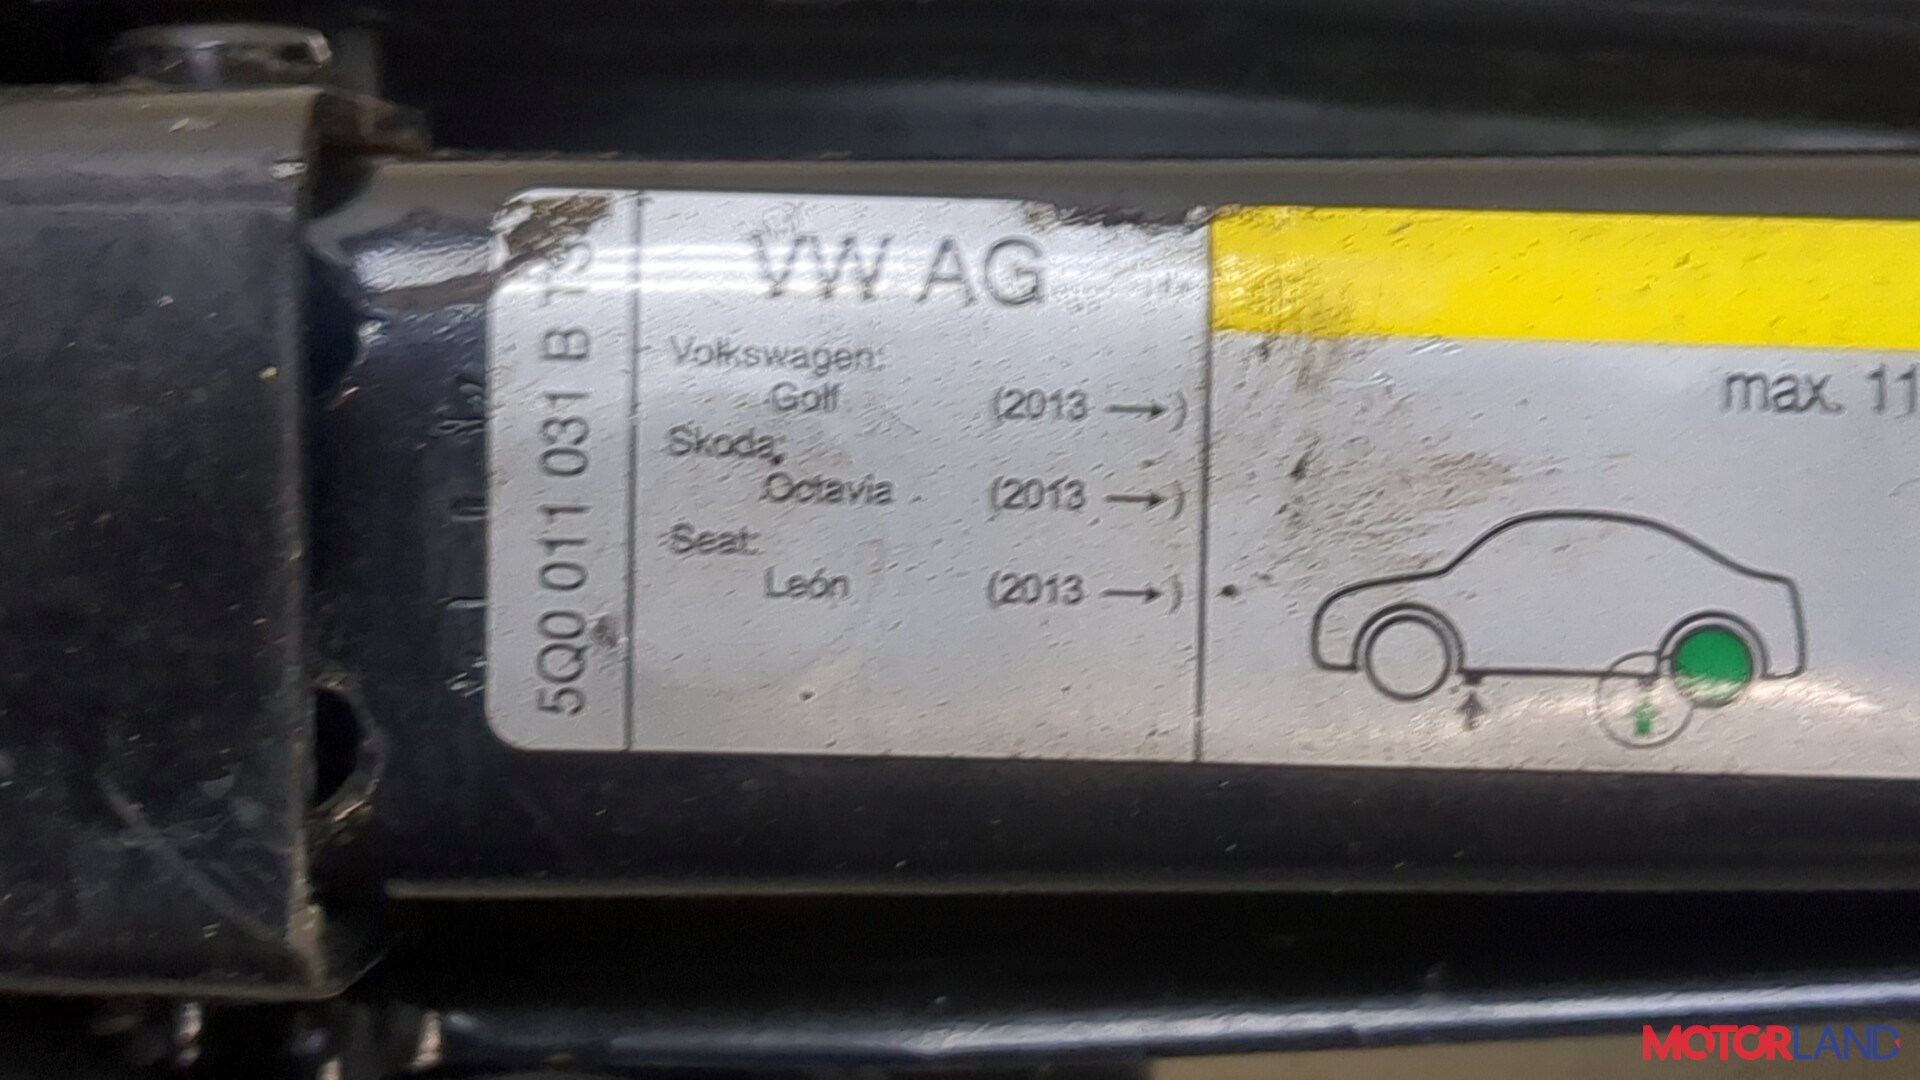 5Q0 011 031 B
VW AG
Volkswagen:
Golf (2013 → )
Skoda:
Octavia (2013 → )
Seat:
León (2013 → )
max. 11
MOTORLAND